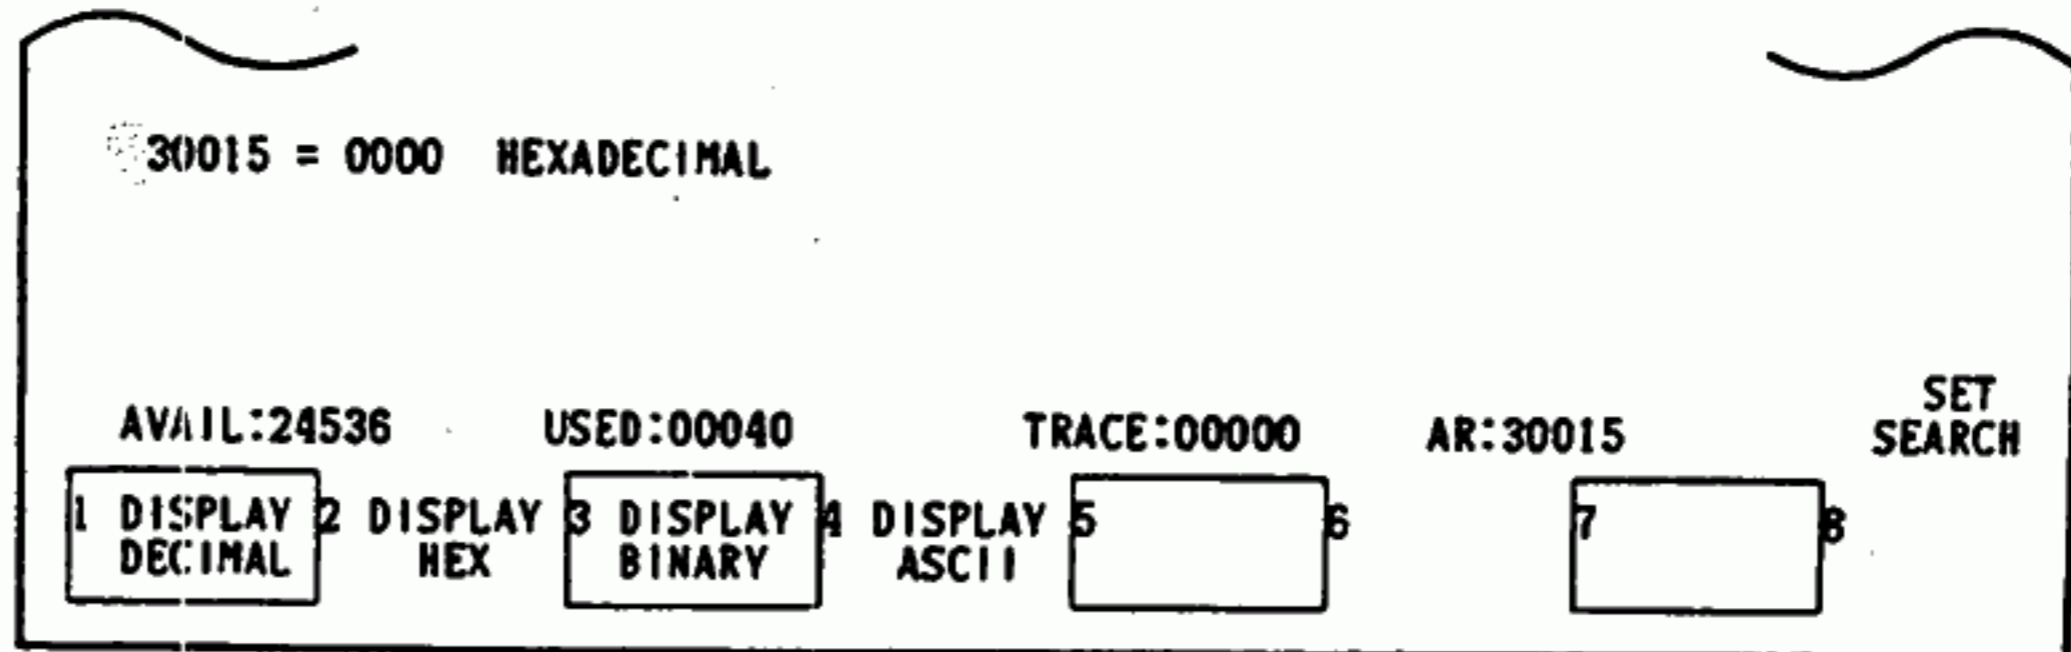 30015 = 0000 HEXADECIMAL
SET
AVAIL:24536 USED:00040 TRACE:00000 AR:30015 SEARCH
1 DISPLAY 2 DISPLAY 3 DISPLAY 4 DISPLAY 5 6 7 8
DECIMAL HEX BINARY ASCII